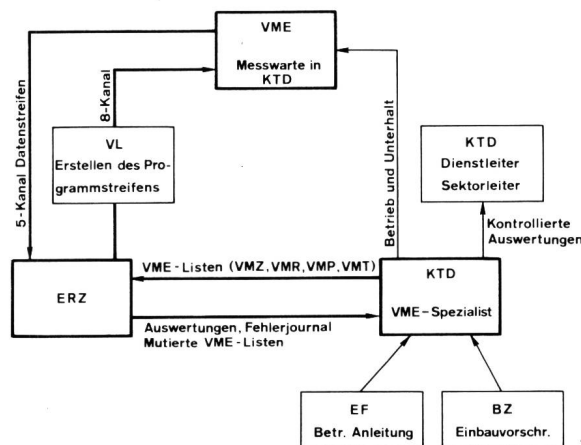 VME
Messwarte in
KTD
5-Kanal Datenstreifen
8-Kanal
VL
Erstellen des Pro-
grammstreifens
Betrieb und Unterhalt
KTD
Dienstleiter
Sektorleiter
Kontrollierte
Auswertungen
VME-Listen (VMZ, VMR, VMP, VMT)
ERZ
KTD
VME-Spezialist
Auswertungen, Fehlerjournal
Mutierte VME-Listen
EF
Betr. Anleitung
BZ
Einbauvorschr.